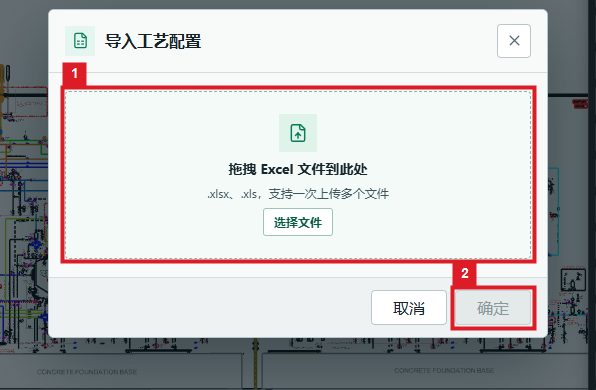 导入工艺配置
1
拖拽 Excel 文件到此处
.xlsx、.xls，支持一次上传多个文件
选择文件
2
取消
确定
CONCRETE FOUNDATION BASE
CONCRETE FOUNDATION BASE